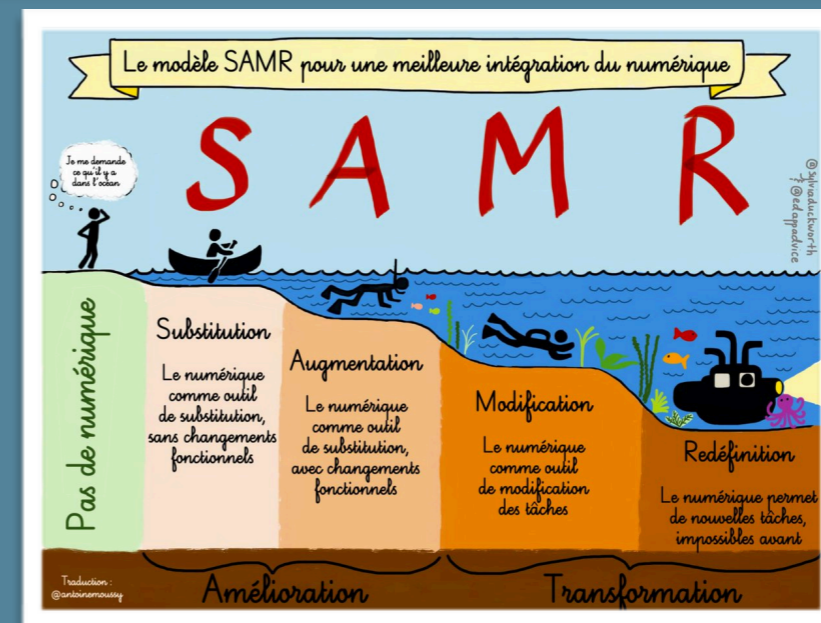 Le modèle SAMR pour une meilleure intégration du numérique
S A M R
Je me demande
ce qu'il y a
dans l'océan
@sylviaduckworth
@edappadvice
Pas de numérique
Substitution
Le numérique
comme outil
de substitution,
sans changements
fonctionnels
Augmentation
Le numérique
comme outil
de substitution,
avec changements
fonctionnels
Modification
Le numérique
comme outil
de modification
des tâches
Redéfinition
Le numérique permet
de nouvelles tâches,
impossibles avant
Traduction :
@antoinemoussy
Amélioration
Transformation